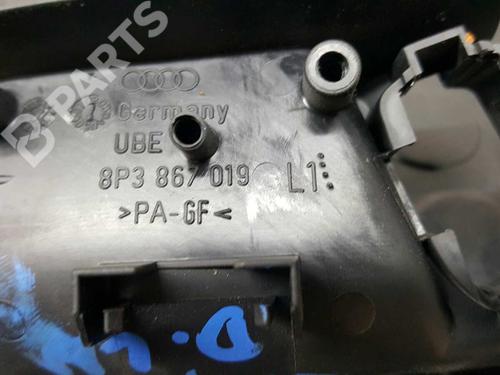 B-PARTS
Germany
UBE
8P3 867 019 L1
>PA-GF<